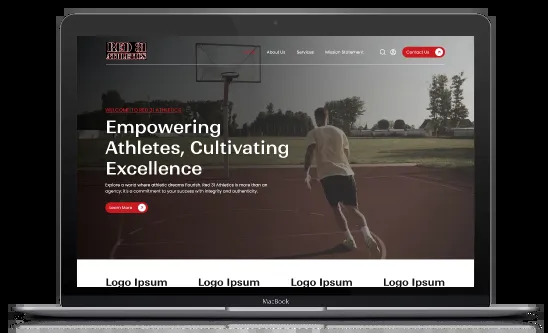 RED 31
ATHLETICS
About Us
Services
Mission Statement
Contact Us
WELCOME TO RED 31 ATHLETICS
Empowering
Athletes, Cultivating
Excellence
Explore a world where athletic dreams flourish. Red 31 Athletics is more than an
agency; it's a commitment to your success with integrity and authenticity.
Learn More
Logo Ipsum
Logo Ipsum
Logo Ipsum
Logo Ipsum
MacBook